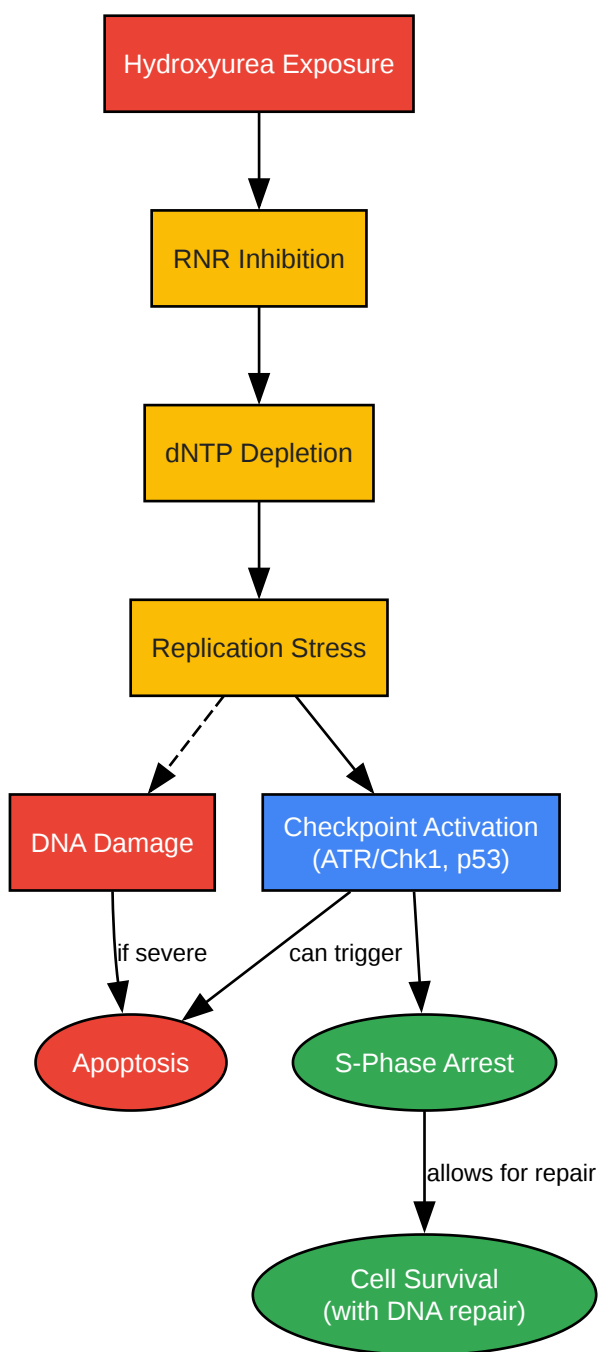 Hydroxyurea Exposure
RNR Inhibition
dNTP Depletion
Replication Stress
DNA Damage
Checkpoint Activation
(ATR/Chk1, p53)
if severe
can trigger
Apoptosis
S-Phase Arrest
allows for repair
Cell Survival
(with DNA repair)